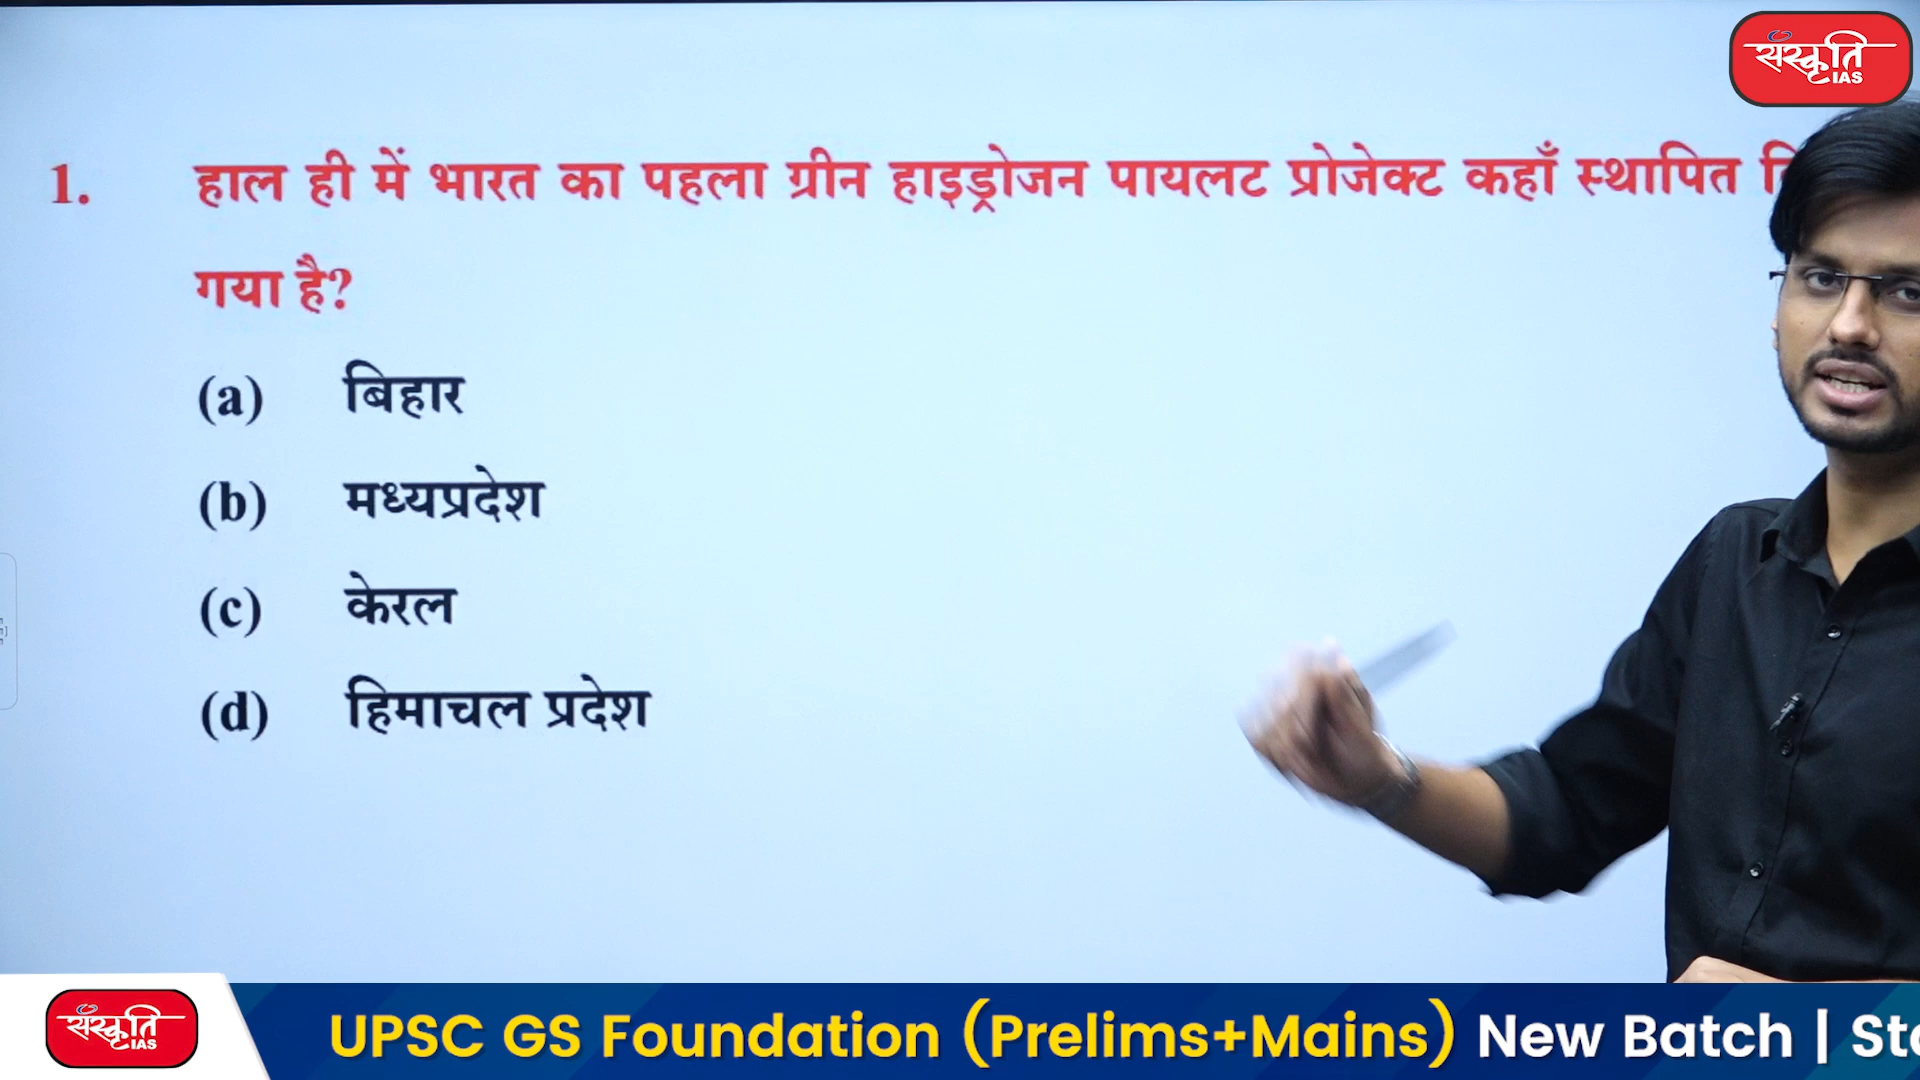 संस्कृति
IAS
1. हाल ही में भारत का पहला ग्रीन हाइड्रोजन पायलट प्रोजेक्ट कहाँ स्थापित
गया है?
(a) बिहार
(b) मध्यप्रदेश
(c) केरल
(d) हिमाचल प्रदेश
संस्कृति
IAS
UPSC GS Foundation (Prelims+Mains) New Batch |